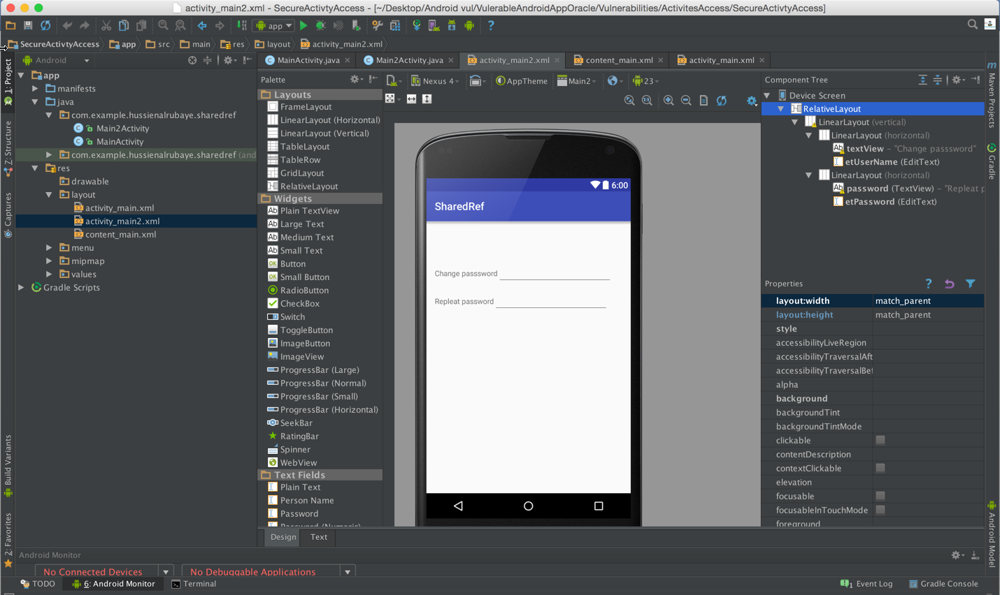 activity_main2.xml - SecureActivtyAccess - [~/Desktop/Android vul/VulerableAndroidAppOracle/Vulnerabilities/ActivitesAccess/SecureActivtyAccess]
app
SecureActivtyAccess app src main res layout activity_main2.xml
1: Project
Z: Structure
Captures
Build Variants
2: Favorites
Android
app
manifests
java
com.example.hussienalrubaye.sharedref
Main2Activity
MainActivity
com.example.hussienalrubaye.sharedref (and
res
drawable
layout
activity_main.xml
activity_main2.xml
content_main.xml
menu
mipmap
values
Gradle Scripts
MainActivity.java Main2Activity.java activity_main2.xml content_main.xml activity_main.xml
Palette
Layouts
FrameLayout
LinearLayout (Horizontal)
LinearLayout (Vertical)
TableLayout
TableRow
GridLayout
RelativeLayout
Widgets
Plain TextView
Large Text
Medium Text
Small Text
Button
Small Button
RadioButton
CheckBox
Switch
ToggleButton
ImageButton
ImageView
ProgressBar (Large)
ProgressBar (Normal)
ProgressBar (Small)
ProgressBar (Horizontal)
SeekBar
RatingBar
Spinner
WebView
Text Fields
Plain Text
Person Name
Password
Password (Numeric)
Nexus 4 AppTheme Main2 23
6:00
SharedRef
Change passsword
Repeat password
Design Text
Component Tree
Device Screen
RelativeLayout
LinearLayout (vertical)
LinearLayout (horizontal)
textView - "Change passsword"
etUserName (EditText)
LinearLayout (horizontal)
password (TextView) - "Repeat p
etPassword (EditText)
Properties
layout:width match_parent
layout:height match_parent
style
accessibilityLiveRegion
accessibilityTraversalAft
accessibilityTraversalBef
alpha
background
backgroundTint
backgroundTintMode
clickable
contentDescription
contextClickable
elevation
focusable
focusableInTouchMode
foreground
Maven Projects
Gradle
Android Model
Android Monitor
No Connected Devices No Debuggable Applications
TODO 6: Android Monitor Terminal 1 Event Log Gradle Console